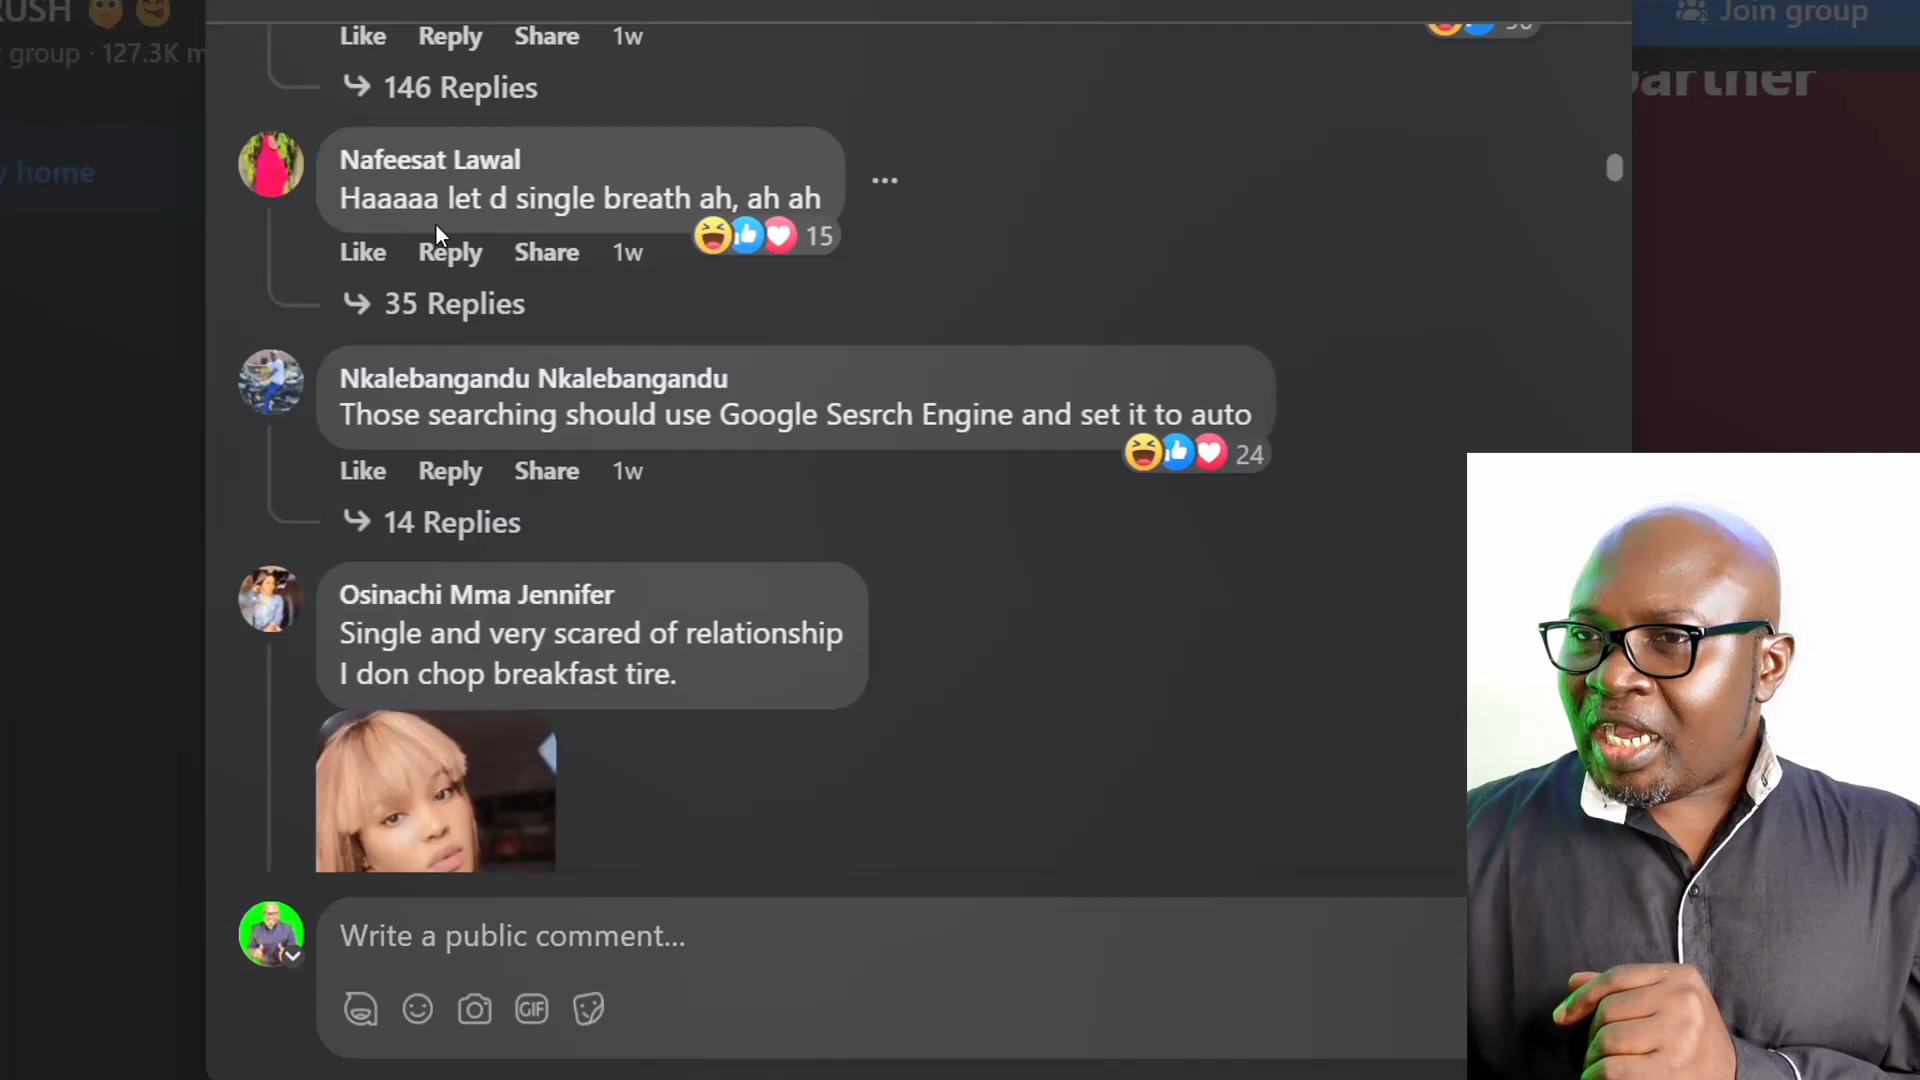 RUSH
Join group
group · 127.3K m
partner
Like Reply Share 1w
146 Replies
y home
Nafeesat Lawal
Haaaaa let d single breath ah, ah ah
15
Like Reply Share 1w
35 Replies
Nkalebangandu Nkalebangandu
Those searching should use Google Sesrch Engine and set it to auto
24
Like Reply Share 1w
14 Replies
Osinachi Mma Jennifer
Single and very scared of relationship
I don chop breakfast tire.
Write a public comment...
GIF